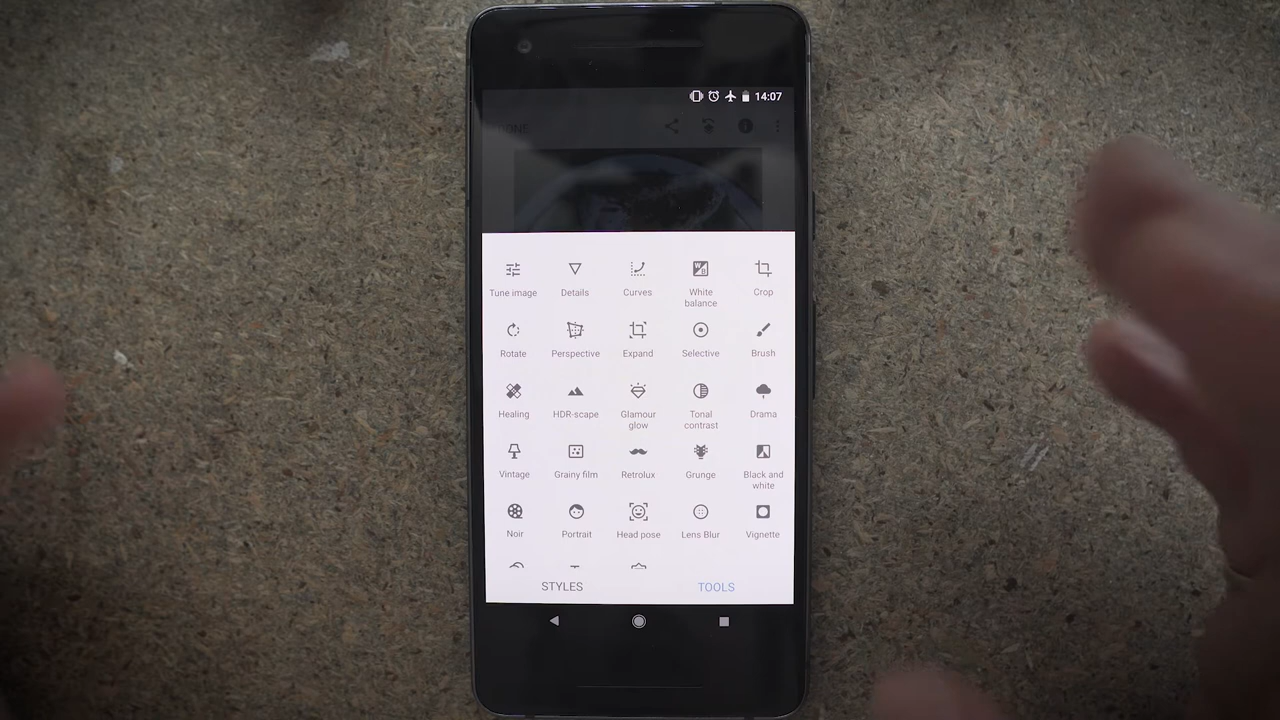 14:07
DONE
Tune image Details Curves White balance Crop
Rotate Perspective Expand Selective Brush
Healing HDR-scape Glamour glow Tonal contrast Drama
Vintage Grainy film Retrolux Grunge Black and white
Noir Portrait Head pose Lens Blur Vignette
STYLES TOOLS